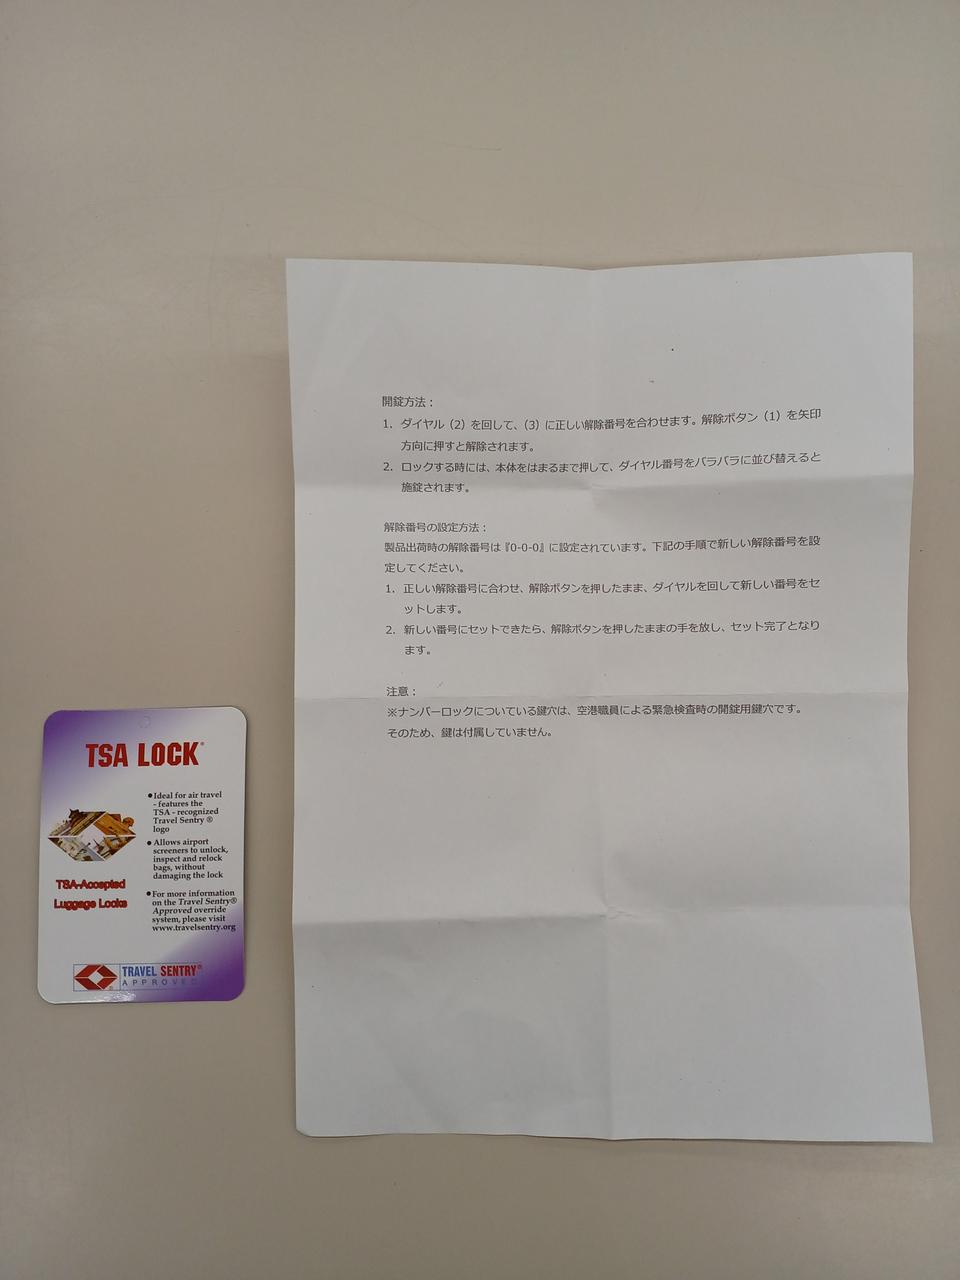 開錠方法：
1. ダイヤル（2）を回して、（3）に正しい解除番号を合わせます。解除ボタン（1）を矢印
方向に押すと解除されます。
2. ロックする時には、本体をはまるまで押して、ダイヤル番号をバラバラに並び替えると
施錠されます。
解除番号の設定方法：
製品出荷時の解除番号は『0-0-0』に設定されています。下記の手順で新しい解除番号を設
定してください。
1. 正しい解除番号に合わせ、解除ボタンを押したまま、ダイヤルを回して新しい番号をセ
ットします。
2. 新しい番号にセットできたら、解除ボタンを押したままの手を放し、セット完了となり
ます。
注意：
※ナンバーロックについている鍵穴は、空港職員による緊急検査時の開錠用鍵穴です。
そのため、鍵は付属していません。
TSA LOCK®
●Ideal for air travel
- features the
TSA - recognized
Travel Sentry ®
logo
●Allows airport
screeners to unlock,
inspect and relock
bags, without
damaging the lock
●For more information
on the Travel Sentry®
Approved override
system, please visit
www.travelsentry.org
TSA-Accepted
Luggage Locks
TRAVEL SENTRY®
APPROVED